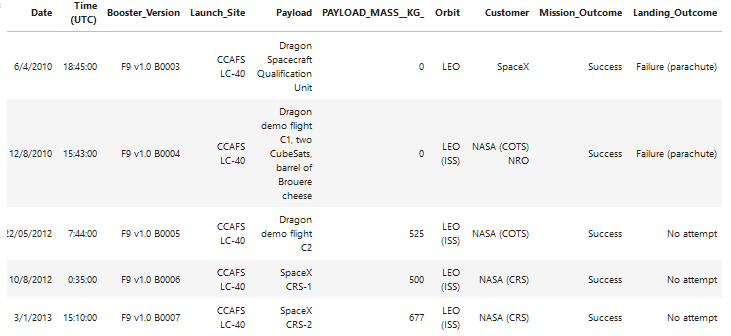 Date Time (UTC) Booster_Version Launch_Site Payload PAYLOAD_MASS__KG_ Orbit Customer Mission_Outcome Landing_Outcome
6/4/2010 18:45:00 F9 v1.0 B0003 CCAFS LC-40 Dragon Spacecraft Qualification Unit 0 LEO SpaceX Success Failure (parachute)
12/8/2010 15:43:00 F9 v1.0 B0004 CCAFS LC-40 Dragon demo flight C1, two CubeSats, barrel of Brouere cheese 0 LEO (ISS) NASA (COTS) NRO Success Failure (parachute)
22/05/2012 7:44:00 F9 v1.0 B0005 CCAFS LC-40 Dragon demo flight C2 525 LEO (ISS) NASA (COTS) Success No attempt
10/8/2012 0:35:00 F9 v1.0 B0006 CCAFS LC-40 SpaceX CRS-1 500 LEO (ISS) NASA (CRS) Success No attempt
3/1/2013 15:10:00 F9 v1.0 B0007 CCAFS LC-40 SpaceX CRS-2 677 LEO (ISS) NASA (CRS) Success No attempt